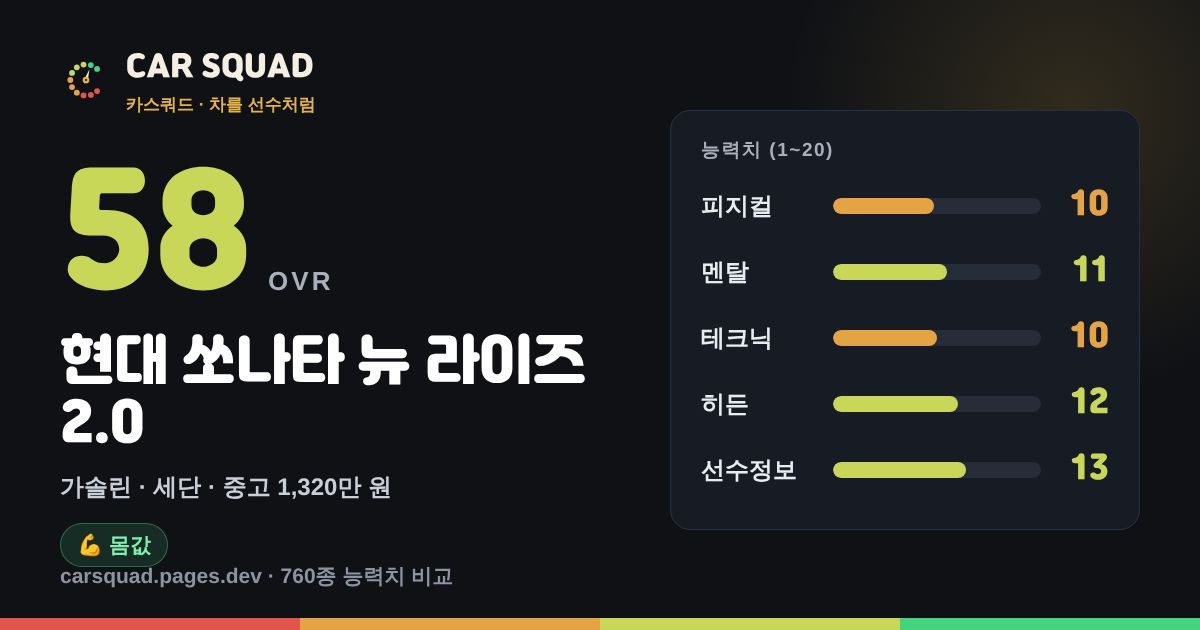 CAR SQUAD
카스쿼드 · 차를 선수처럼
58 OVR
현대 쏘나타 뉴 라이즈
2.0
가솔린 · 세단 · 중고 1,320만 원
💪 몸값
carsquad.pages.dev · 760종 능력치 비교
능력치 (1~20)
피지컬 10
멘탈 11
테크닉 10
히든 12
선수정보 13